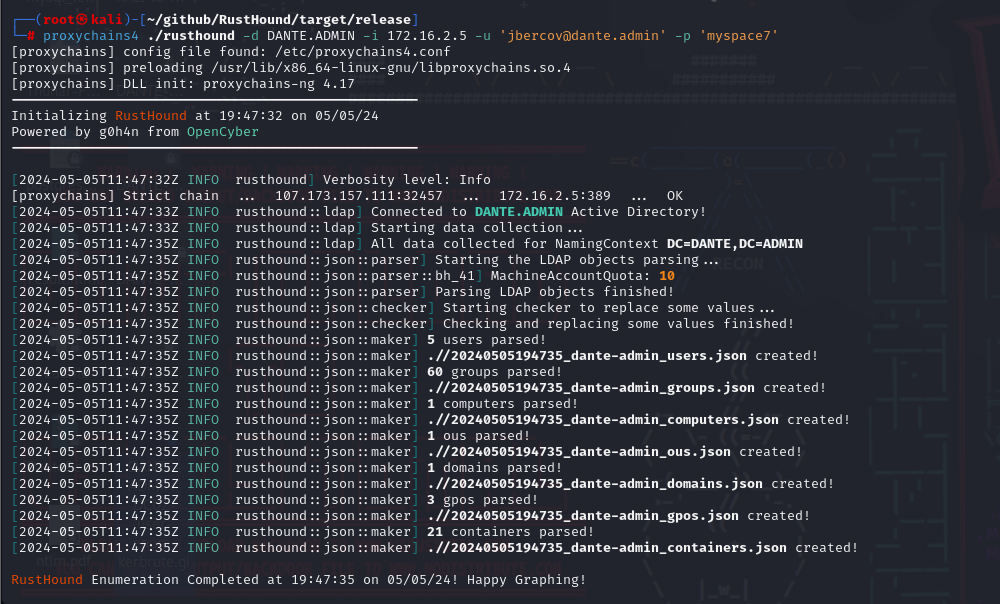 (root㉿kali)-[~/github/RustHound/target/release]
# proxychains4 ./rusthound -d DANTE.ADMIN -i 172.16.2.5 -u 'jbercov@dante.admin' -p 'myspace7'
[proxychains] config file found: /etc/proxychains4.conf
[proxychains] preloading /usr/lib/x86_64-linux-gnu/libproxychains.so.4
[proxychains] DLL init: proxychains-ng 4.17
Initializing RustHound at 19:47:32 on 05/05/24
Powered by g0h4n from OpenCyber
[2024-05-05T11:47:32Z INFO  rusthound] Verbosity level: Info
[proxychains] Strict chain  ...  107.173.157.111:32457  ...  172.16.2.5:389  ...  OK
[2024-05-05T11:47:33Z INFO  rusthound::ldap] Connected to DANTE.ADMIN Active Directory!
[2024-05-05T11:47:33Z INFO  rusthound::ldap] Starting data collection...
[2024-05-05T11:47:35Z INFO  rusthound::ldap] All data collected for NamingContext DC=DANTE,DC=ADMIN
[2024-05-05T11:47:35Z INFO  rusthound::json::parser] Starting the LDAP objects parsing...
[2024-05-05T11:47:35Z INFO  rusthound::json::parser::bh_41] MachineAccountQuota: 10
[2024-05-05T11:47:35Z INFO  rusthound::json::parser] Parsing LDAP objects finished!
[2024-05-05T11:47:35Z INFO  rusthound::json::checker] Starting checker to replace some values...
[2024-05-05T11:47:35Z INFO  rusthound::json::checker] Checking and replacing some values finished!
[2024-05-05T11:47:35Z INFO  rusthound::json::maker] 5 users parsed!
[2024-05-05T11:47:35Z INFO  rusthound::json::maker] .//20240505194735_dante-admin_users.json created!
[2024-05-05T11:47:35Z INFO  rusthound::json::maker] 60 groups parsed!
[2024-05-05T11:47:35Z INFO  rusthound::json::maker] .//20240505194735_dante-admin_groups.json created!
[2024-05-05T11:47:35Z INFO  rusthound::json::maker] 1 computers parsed!
[2024-05-05T11:47:35Z INFO  rusthound::json::maker] .//20240505194735_dante-admin_computers.json created!
[2024-05-05T11:47:35Z INFO  rusthound::json::maker] 1 ous parsed!
[2024-05-05T11:47:35Z INFO  rusthound::json::maker] .//20240505194735_dante-admin_ous.json created!
[2024-05-05T11:47:35Z INFO  rusthound::json::maker] 1 domains parsed!
[2024-05-05T11:47:35Z INFO  rusthound::json::maker] .//20240505194735_dante-admin_domains.json created!
[2024-05-05T11:47:35Z INFO  rusthound::json::maker] 3 gpos parsed!
[2024-05-05T11:47:35Z INFO  rusthound::json::maker] .//20240505194735_dante-admin_gpos.json created!
[2024-05-05T11:47:35Z INFO  rusthound::json::maker] 21 containers parsed!
[2024-05-05T11:47:35Z INFO  rusthound::json::maker] .//20240505194735_dante-admin_containers.json created!
RustHound Enumeration Completed at 19:47:35 on 05/05/24! Happy Graphing!